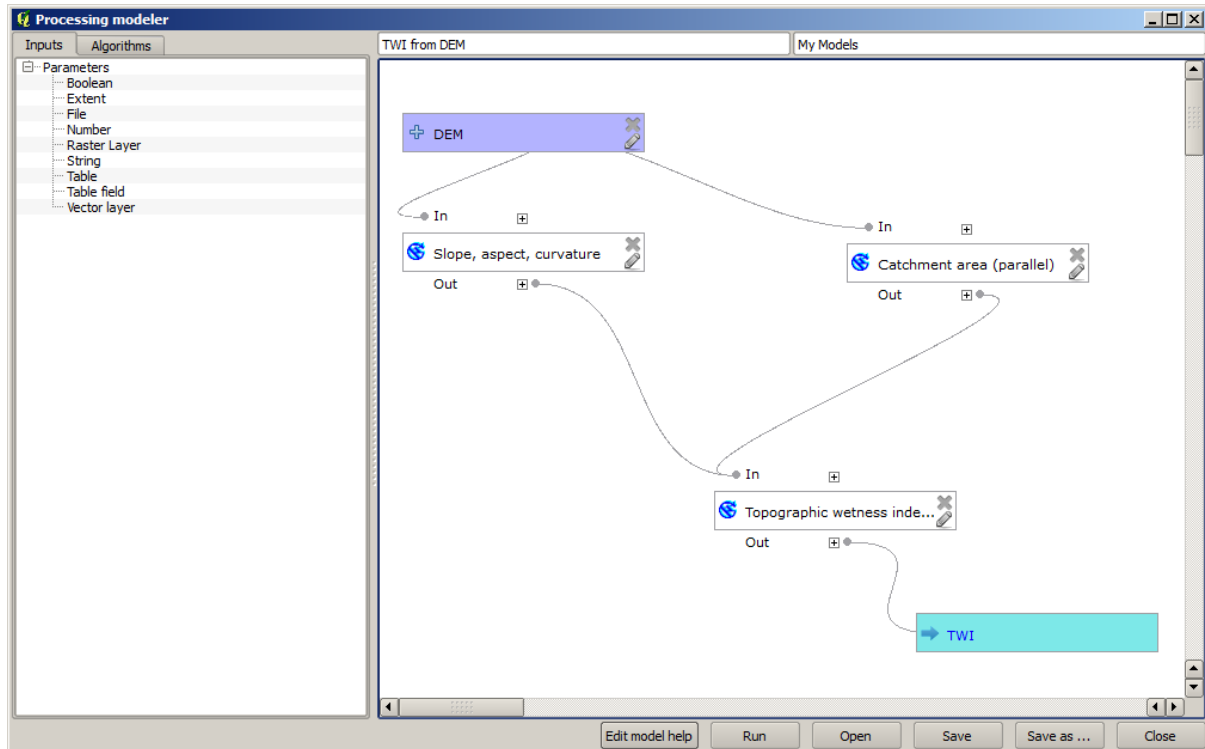 Processing modeler
Inputs
Algorithms
TWI from DEM
My Models
Parameters
Boolean
Extent
File
Number
Raster Layer
String
Table
Table field
Vector layer
DEM
In
Slope, aspect, curvature
Out
In
Catchment area (parallel)
Out
In
Topographic wetness inde...
Out
TWI
Edit model help
Run
Open
Save
Save as ...
Close